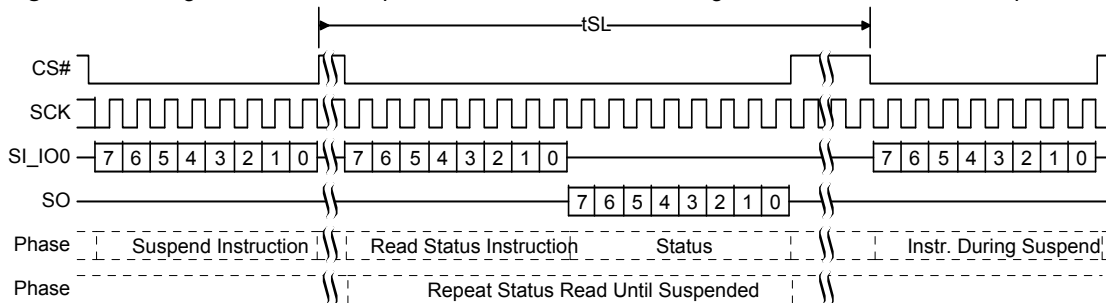 tSL
CS#
SCK
SI_IO0 7 6 5 4 3 2 1 0 7 6 5 4 3 2 1 0 7 6 5 4 3 2 1 0
SO 7 6 5 4 3 2 1 0
Phase Suspend Instruction Read Status Instruction Status Instr. During Suspend
Phase Repeat Status Read Until Suspended